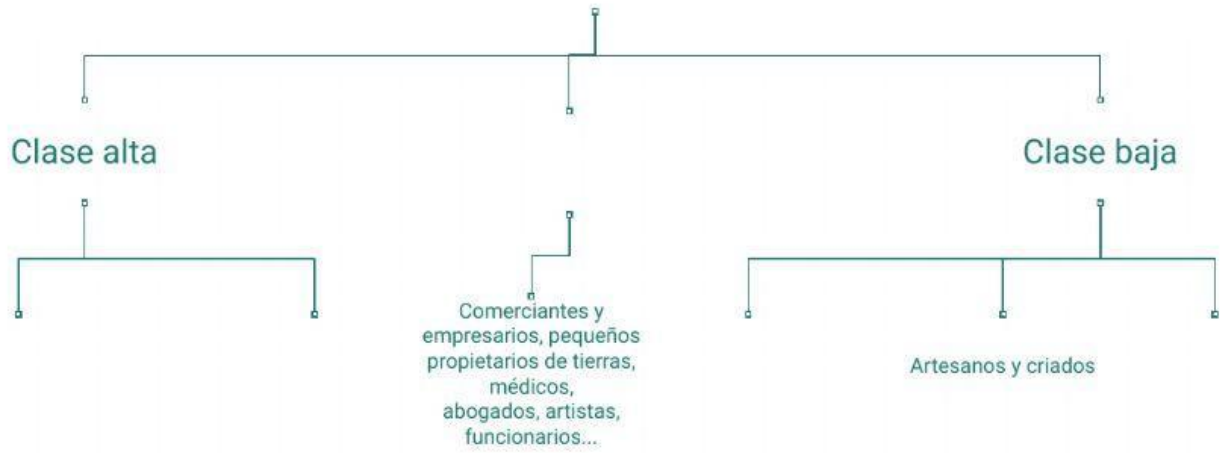 Clase alta
Clase baja
Comerciantes y
empresarios, pequeños
propietarios de tierras,
médicos,
abogados, artistas,
funcionarios...
Artesanos y criados